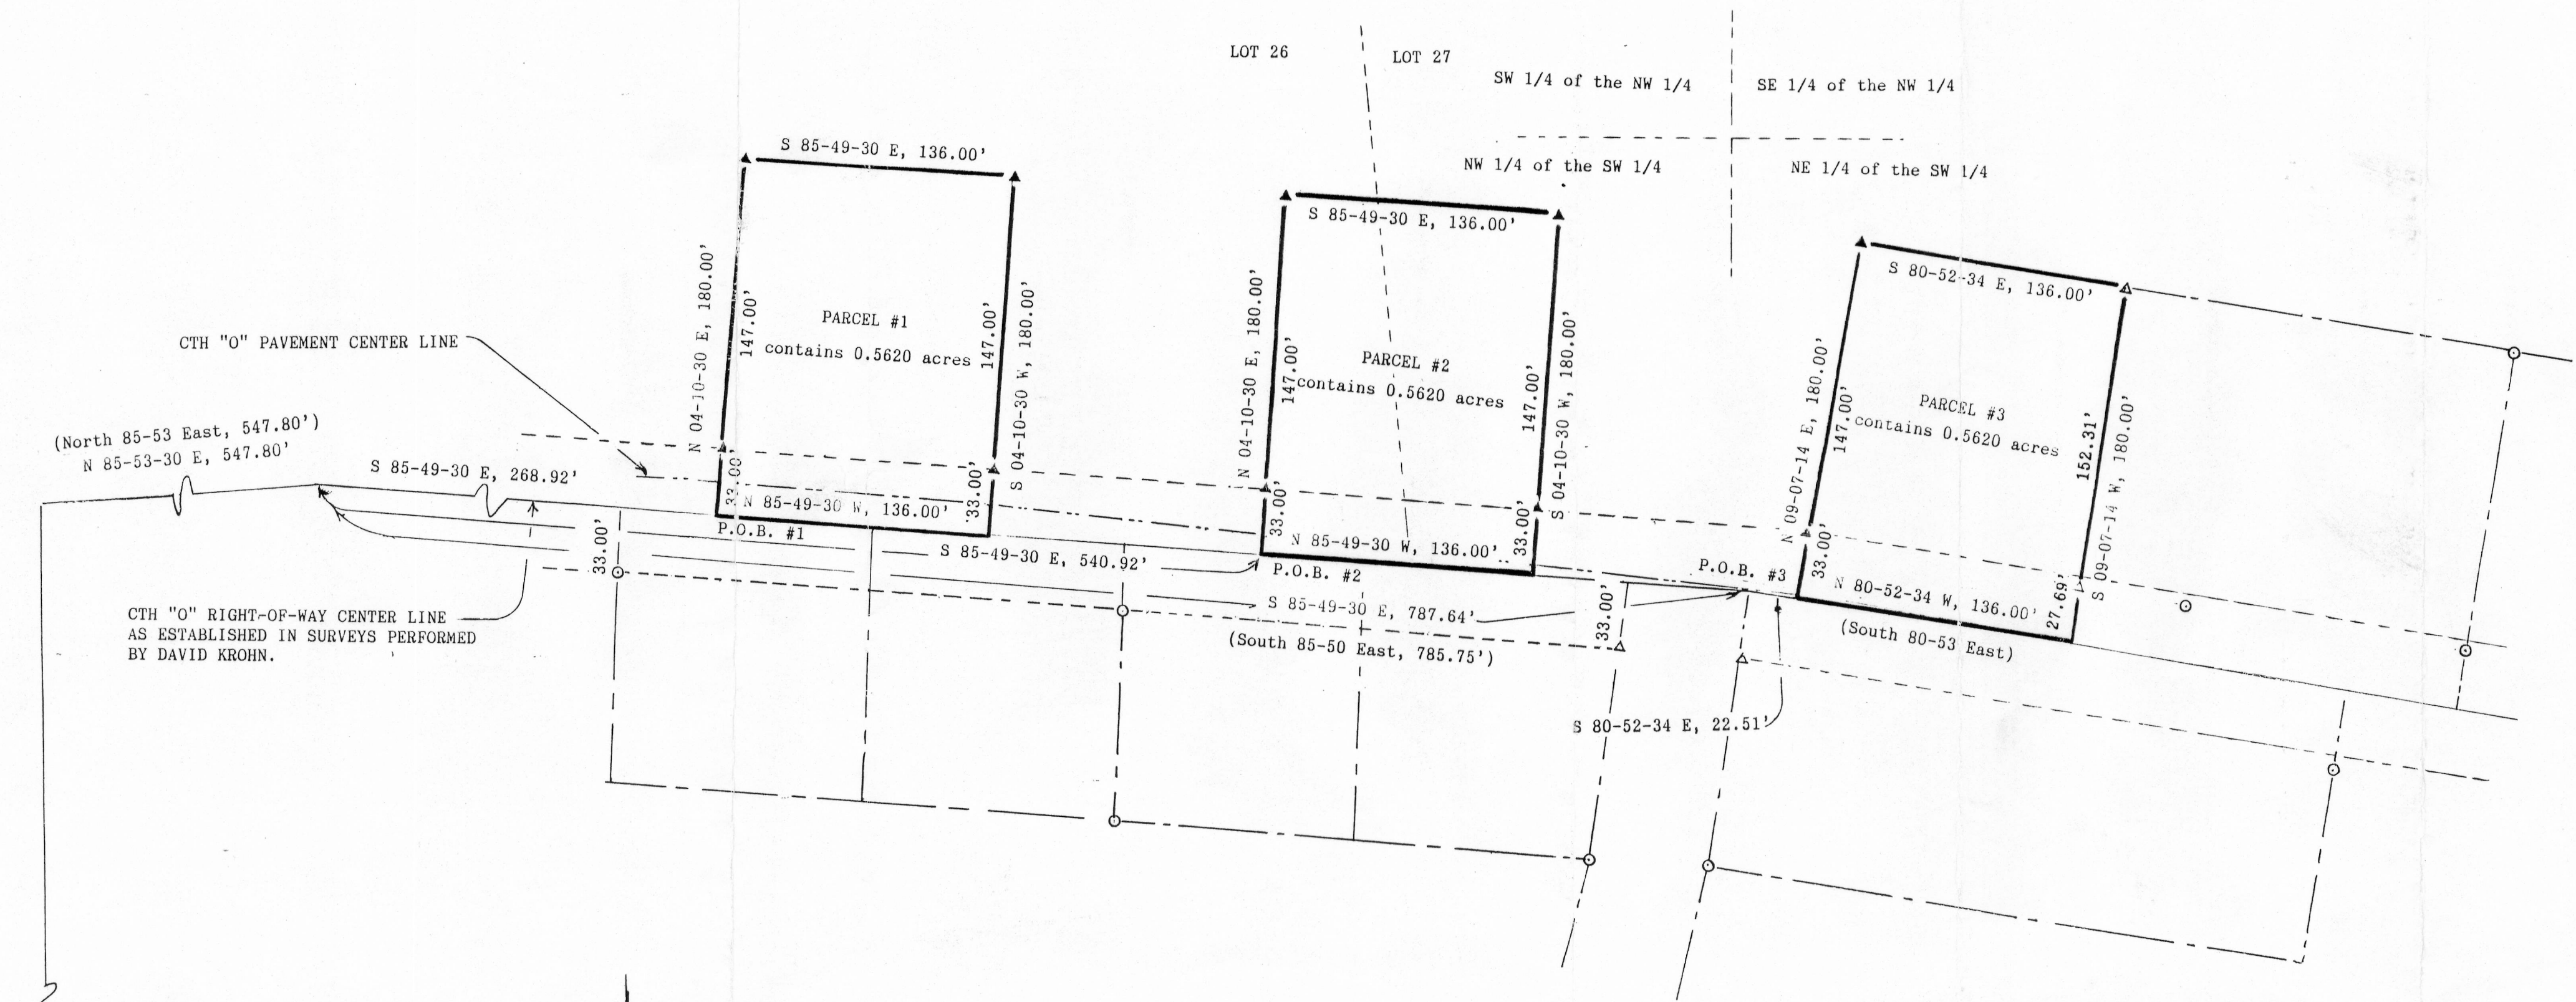 LOT 26
LOT 27
SW 1/4 of the NW 1/4
SE 1/4 of the NW 1/4
NW 1/4 of the SW 1/4
NE 1/4 of the SW 1/4
S 85-49-30 E, 136.00'
N 04-10-30 E, 180.00'
147.00'
PARCEL #1
contains 0.5620 acres
147.00'
S 04-10-30 W, 180.00'
33.00'
N 85-49-30 W, 136.00'
33.00'
P.O.B. #1
CTH "O" PAVEMENT CENTER LINE
(North 85-53 East, 547.80')
N 85-53-30 E, 547.80'
S 85-49-30 E, 268.92'
33.00'
CTH "O" RIGHT-OF-WAY CENTER LINE
AS ESTABLISHED IN SURVEYS PERFORMED
BY DAVID KROHN.
S 85-49-30 E, 540.92'
S 85-49-30 E, 136.00'
N 04-10-30 E, 180.00'
147.00'
PARCEL #2
contains 0.5620 acres
147.00'
S 04-10-30 W, 180.00'
33.00'
N 85-49-30 W, 136.00'
33.00'
P.O.B. #2
S 85-49-30 E, 787.64'
(South 85-50 East, 785.75')
33.00'
P.O.B. #3
S 80-52-34 E, 22.51'
S 80-52-34 E, 136.00'
N 09-07-14 E, 180.00'
147.00'
PARCEL #3
contains 0.5620 acres
152.31'
S 09-07-14 W, 180.00'
33.00'
N 80-52-34 W, 136.00'
27.69'
(South 80-53 East)